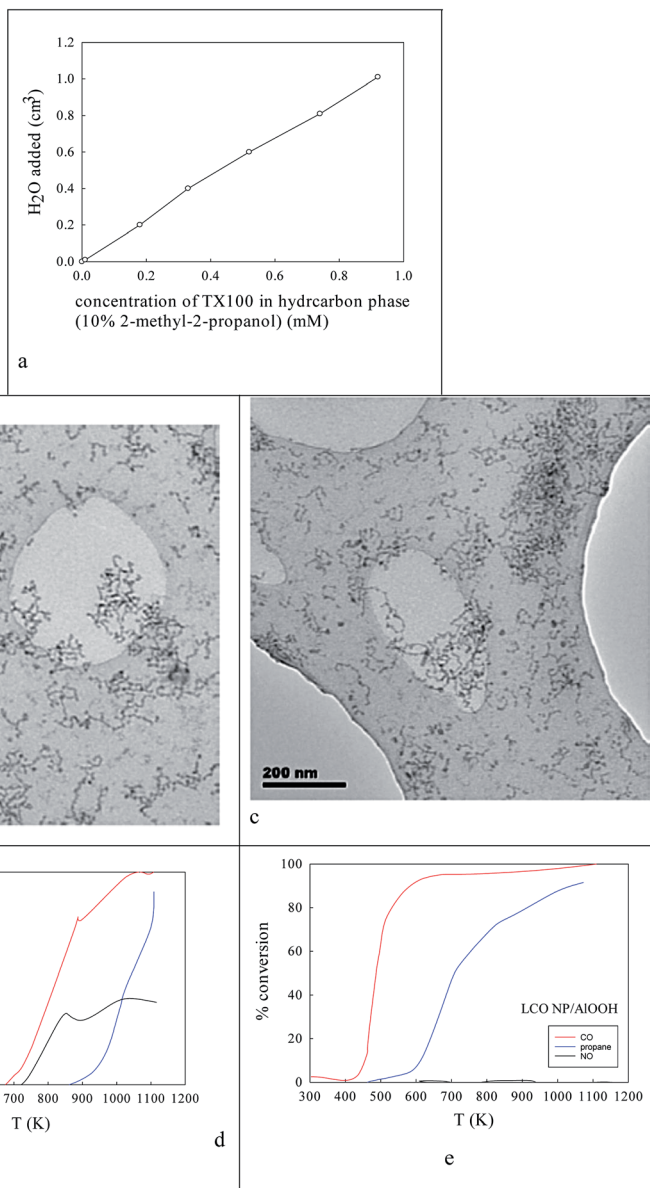 1.2
1.0
0.8
0.6
0.4
0.2
0.0
H2O added (cm3)
0.0 0.2 0.4 0.6 0.8 1.0
concentration of TX100 in hydrcarbon phase
(10% 2-methyl-2-propanol) (mM)
a
200 nm
c
700 800 900 1000 1100 1200
T (K)
d
100
80
60
40
20
0
% conversion
LCO NP/AlOOH
CO
propane
NO
300 400 500 600 700 800 900 1000 1100 1200
T (K)
e